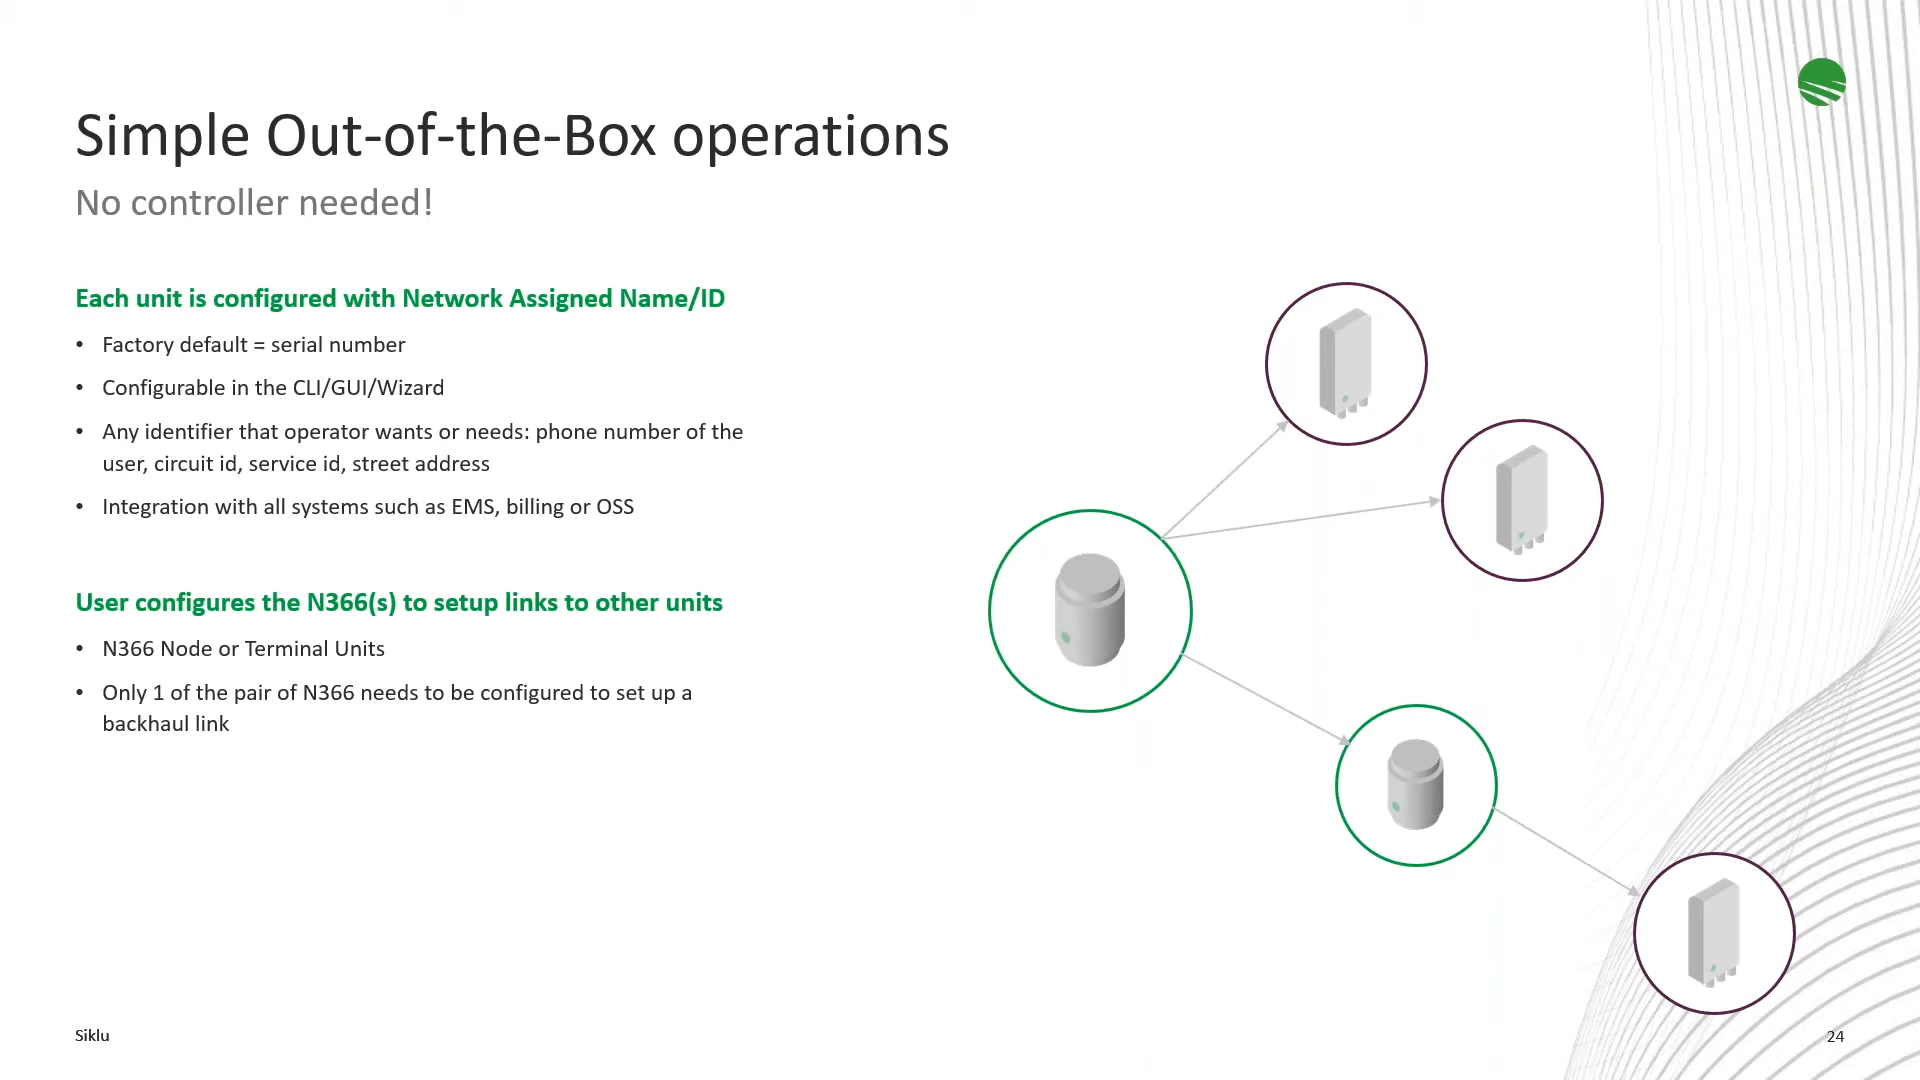 Simple Out-of-the-Box operations
No controller needed!
Each unit is configured with Network Assigned Name/ID
• Factory default = serial number
• Configurable in the CLI/GUI/Wizard
• Any identifier that operator wants or needs: phone number of the
user, circuit id, service id, street address
• Integration with all systems such as EMS, billing or OSS
User configures the N366(s) to setup links to other units
• N366 Node or Terminal Units
• Only 1 of the pair of N366 needs to be configured to set up a
backhaul link
Siklu
24